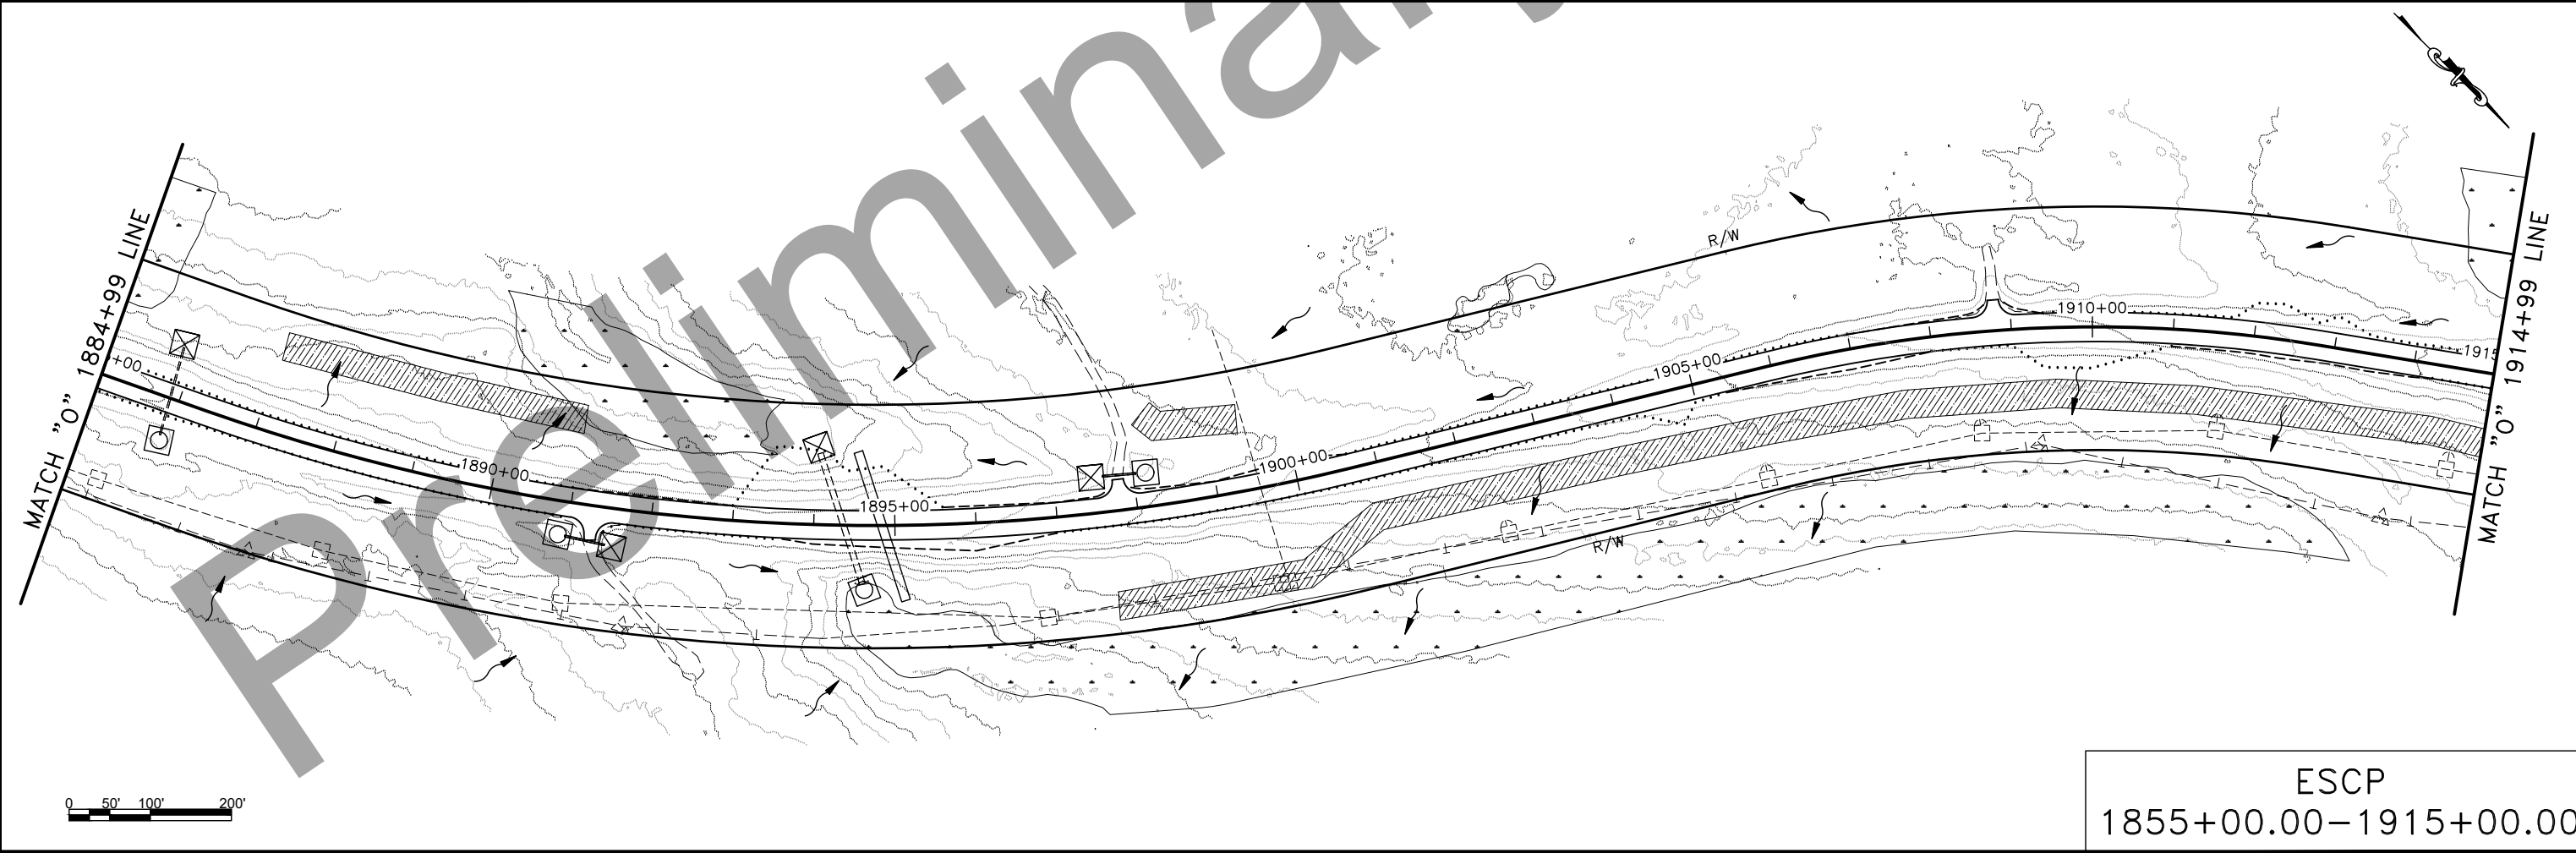 Preliminary
MATCH "O" 1884+99 LINE
+00
1890+00
1895+00
1900+00
1905+00
1910+00
1915
R/W
R/W
MATCH "O" 1914+99 LINE
0 50' 100' 200'
ESCP
1855+00.00-1915+00.00